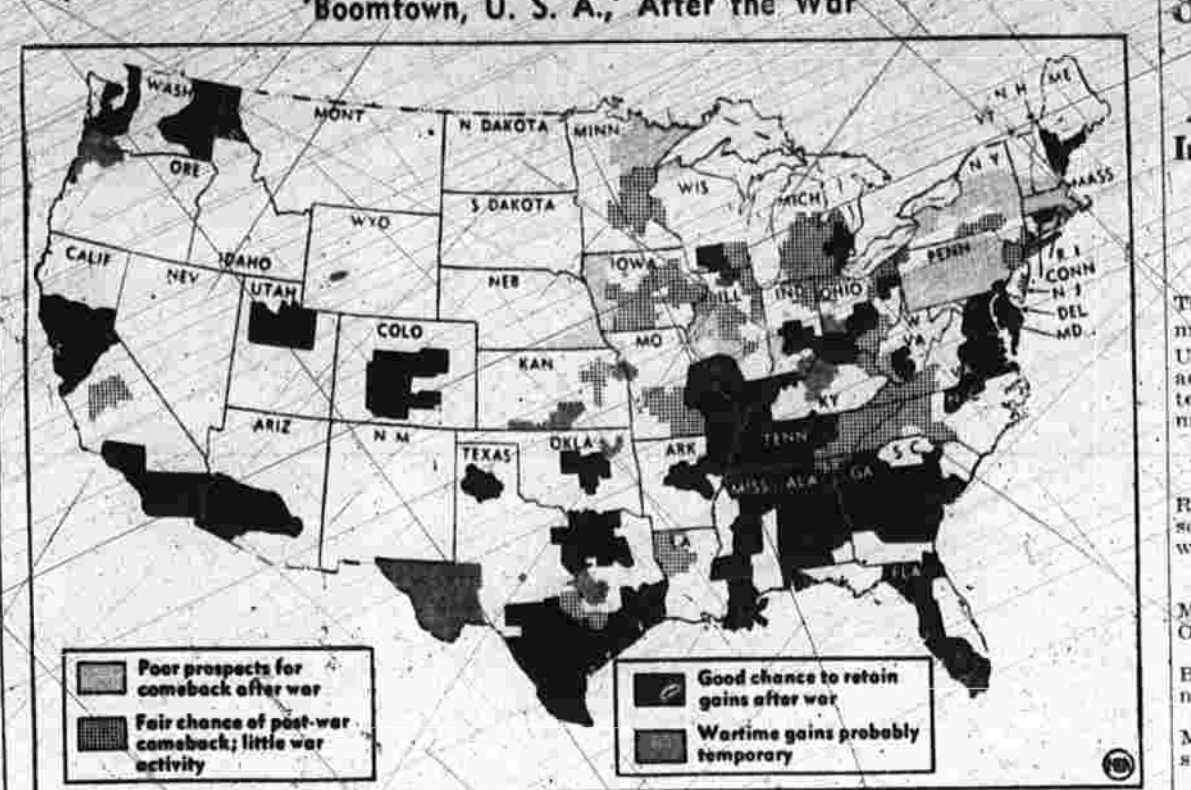 'Boomtown, U. S. A.,' After the War
WASH
MONT
N DAKOTA
MINN
ME
N H
VT
ORE
S DAKOTA
WIS
MICH
N Y
MASS
WYO
CALIF
NEV
IDAHO
UTAH
IOWA
NEB
ILL
IND
OHIO
PENN
R I
CONN
N J
DEL
MD.
COLO
KAN
MO
W
VA
KY
ARIZ
N M
TEXAS
OKLA
ARK
TENN
S C
MISS
ALA
GA
LA
FLA
Poor prospects for
comeback after war
Fair chance of post-war
comeback; little war
activity
Good chance to retain
gains after war
Wartime gains probably
temporary